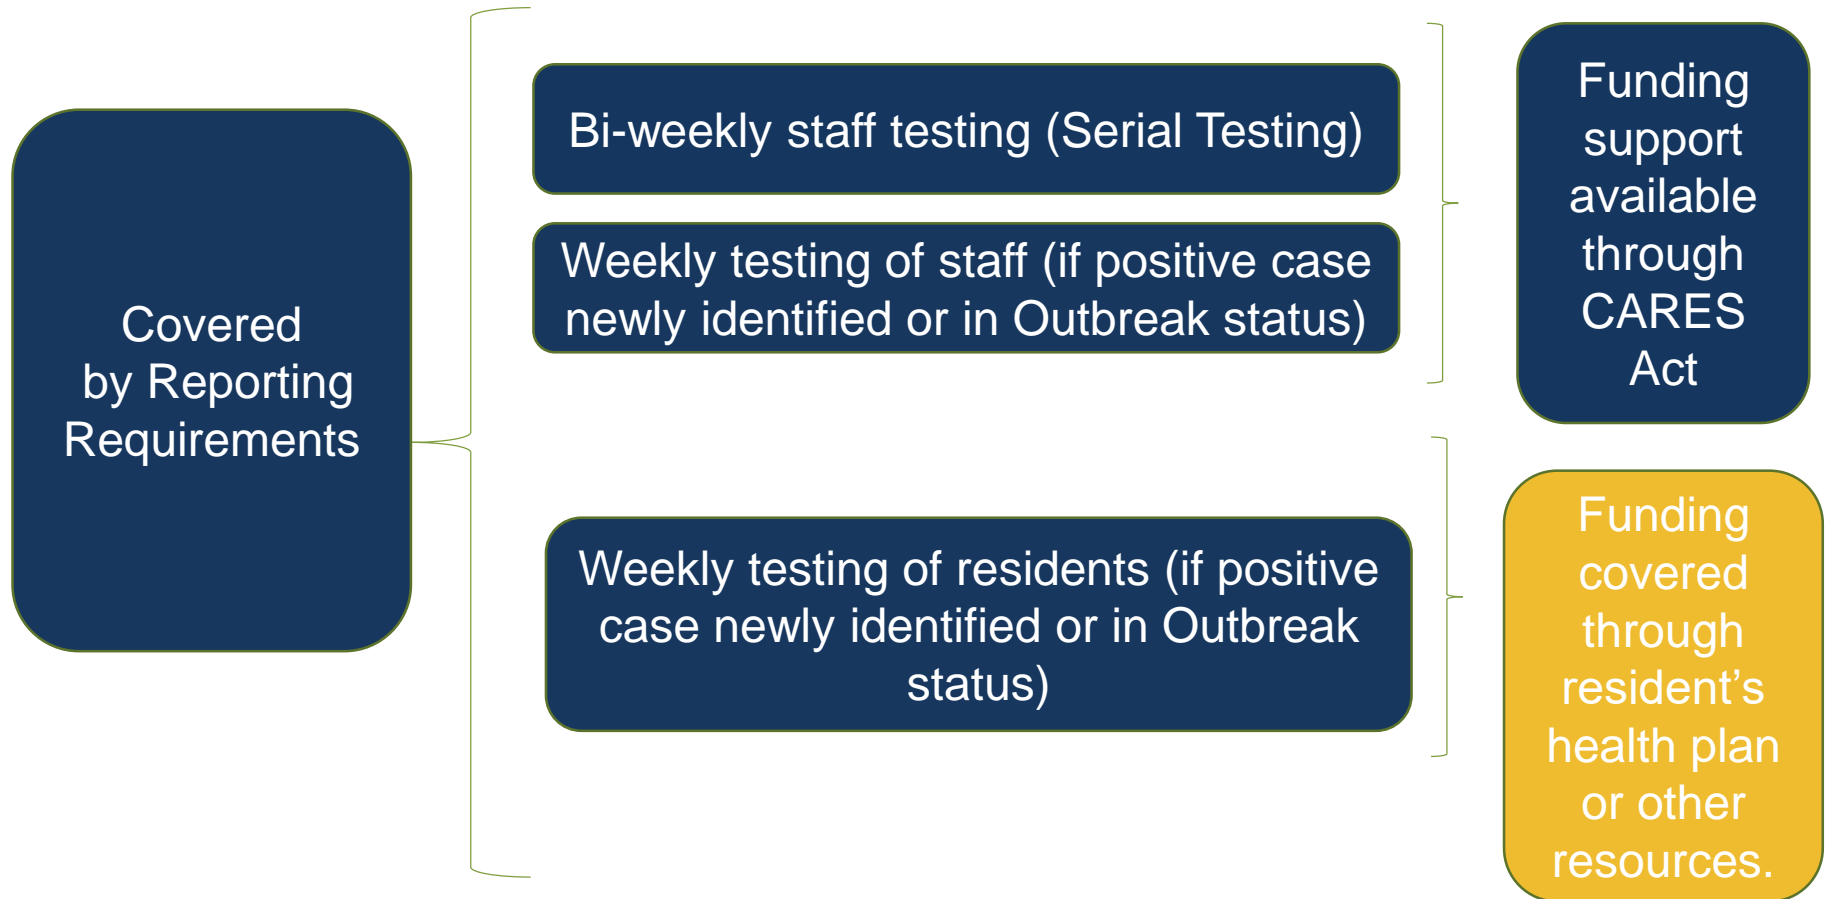 Covered
by Reporting
Requirements
Bi-weekly staff testing (Serial Testing)
Weekly testing of staff (if positive case
newly identified or in Outbreak status)
Weekly testing of residents (if positive
case newly identified or in Outbreak
status)
Funding
support
available
through
CARES
Act
Funding
covered
through
resident’s
health plan
or other
resources.